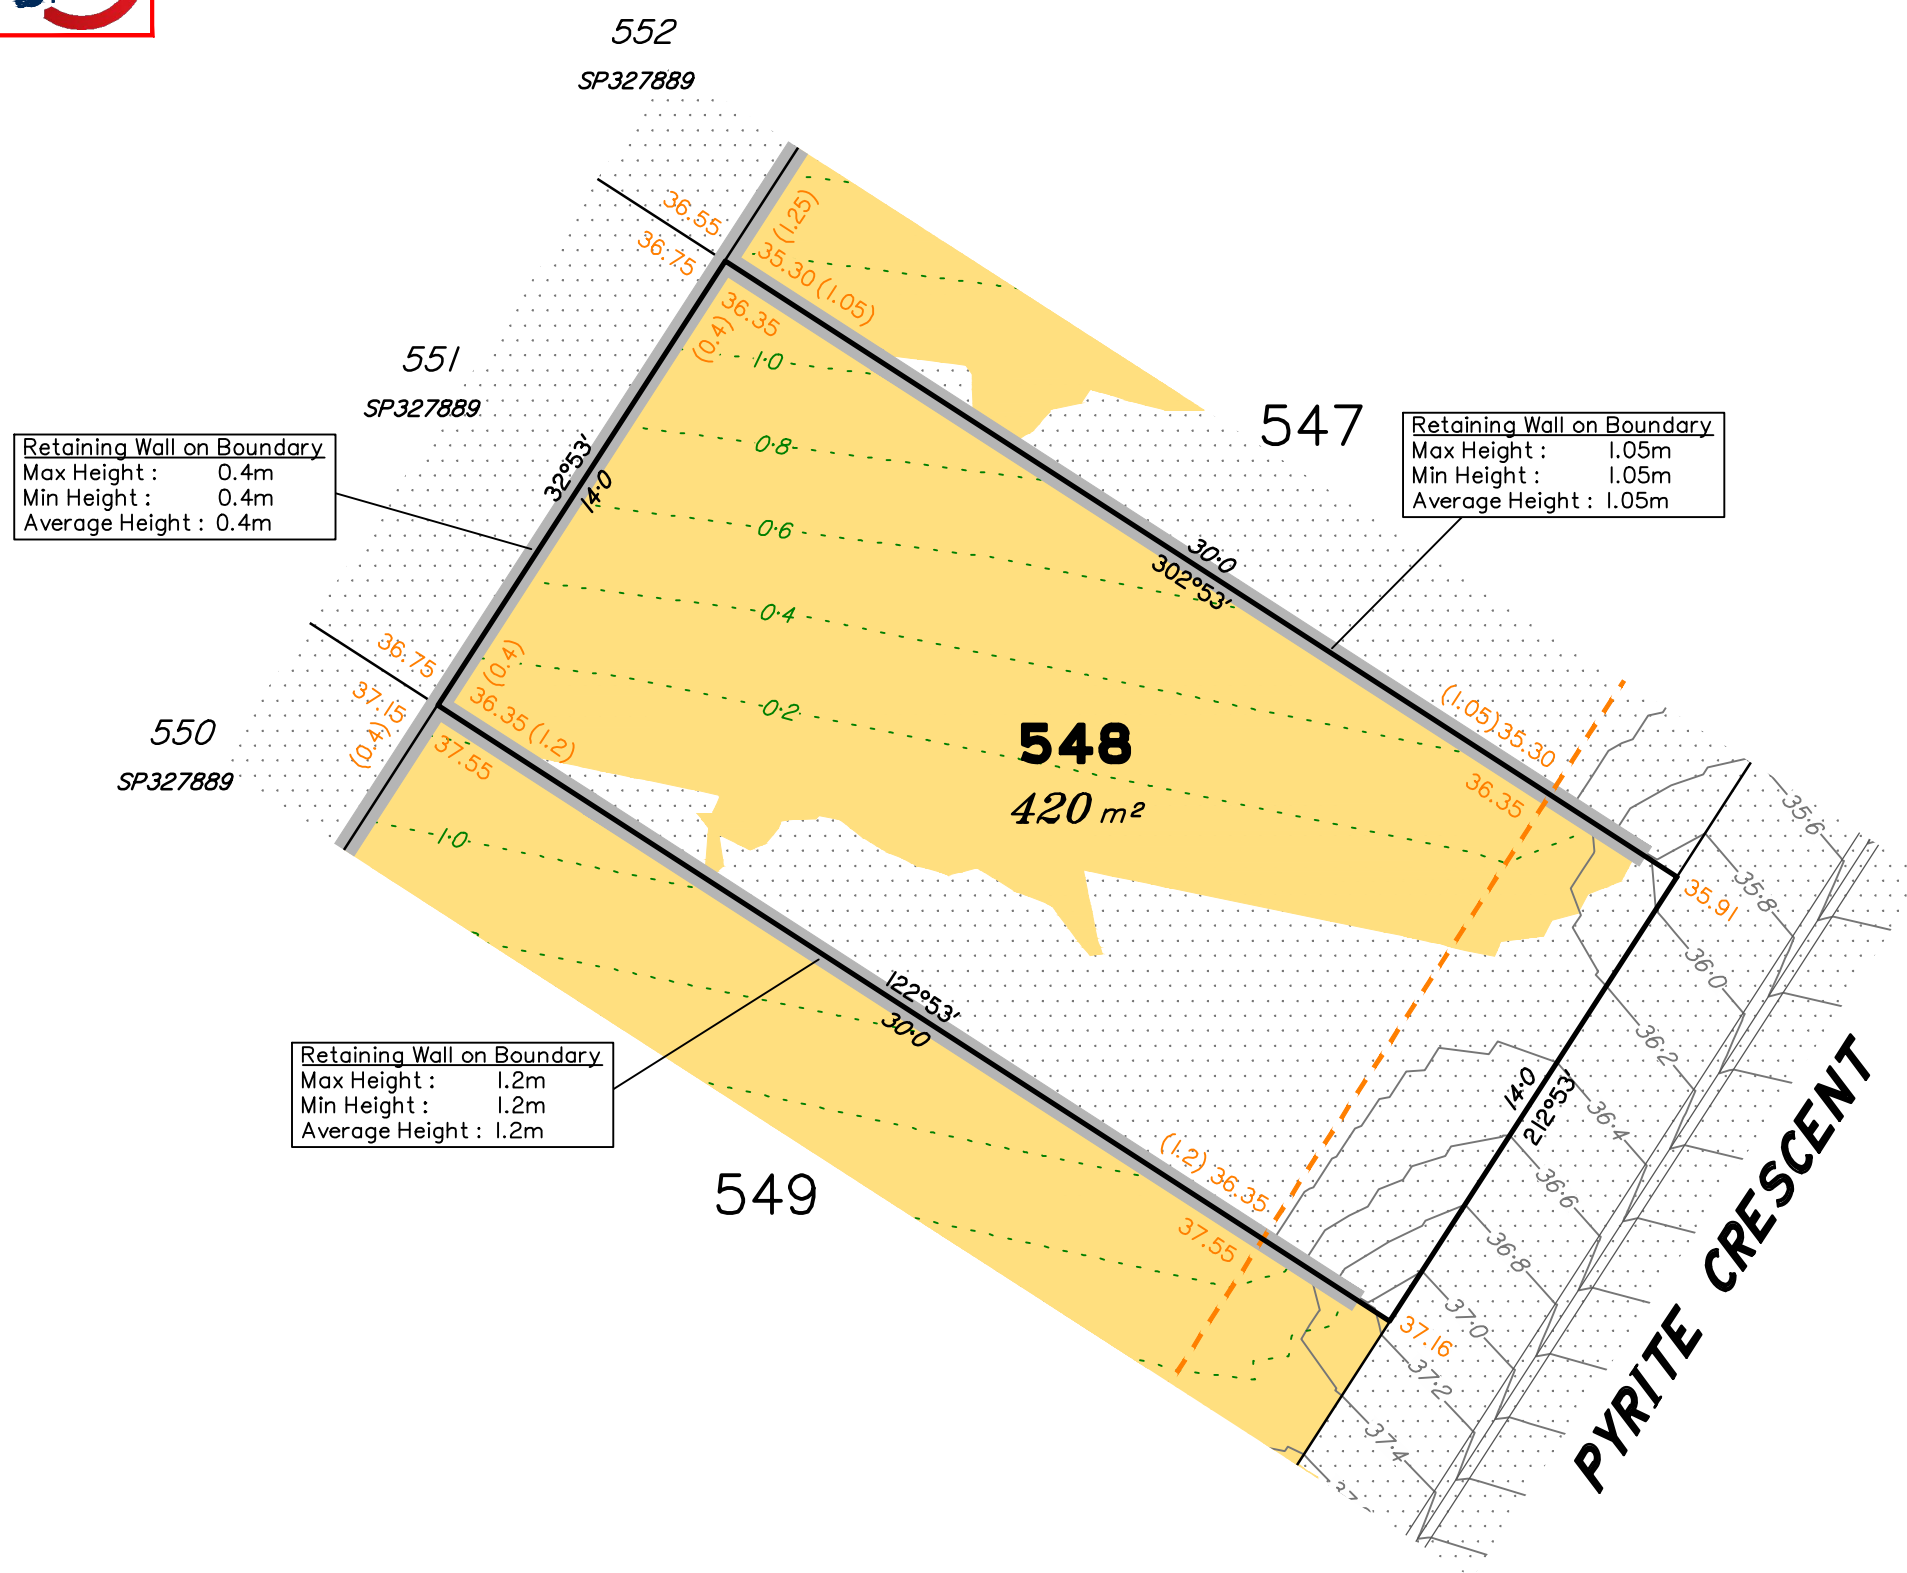 552
SP327889
36.55
36.75
(1.25)
35.30 (1.05)
36.35
(0.4)
1·0
551
SP327889
547
Retaining Wall on Boundary
Max Height : 0.4m
Min Height : 0.4m
Average Height : 0.4m
Retaining Wall on Boundary
Max Height : 1.05m
Min Height : 1.05m
Average Height : 1.05m
32°53'
14·0
0·8
0·6
30·0
302°53'
0·4
36.75
37.15
(0.4)
(0.4)
36.35 (1.2)
37.55
0·2
550
SP327889
548
420 m²
(1.05) 35.30
36.35
35·6
35·8
35.91
36·0
36·2
1·0
122°53'
30·0
14·0
212°53'
36·4
36·6
36·8
37·0
37.16
37·2
37·4
Retaining Wall on Boundary
Max Height : 1.2m
Min Height : 1.2m
Average Height : 1.2m
(1.2) 36.35
37.55
549
PYRITE CRESCENT